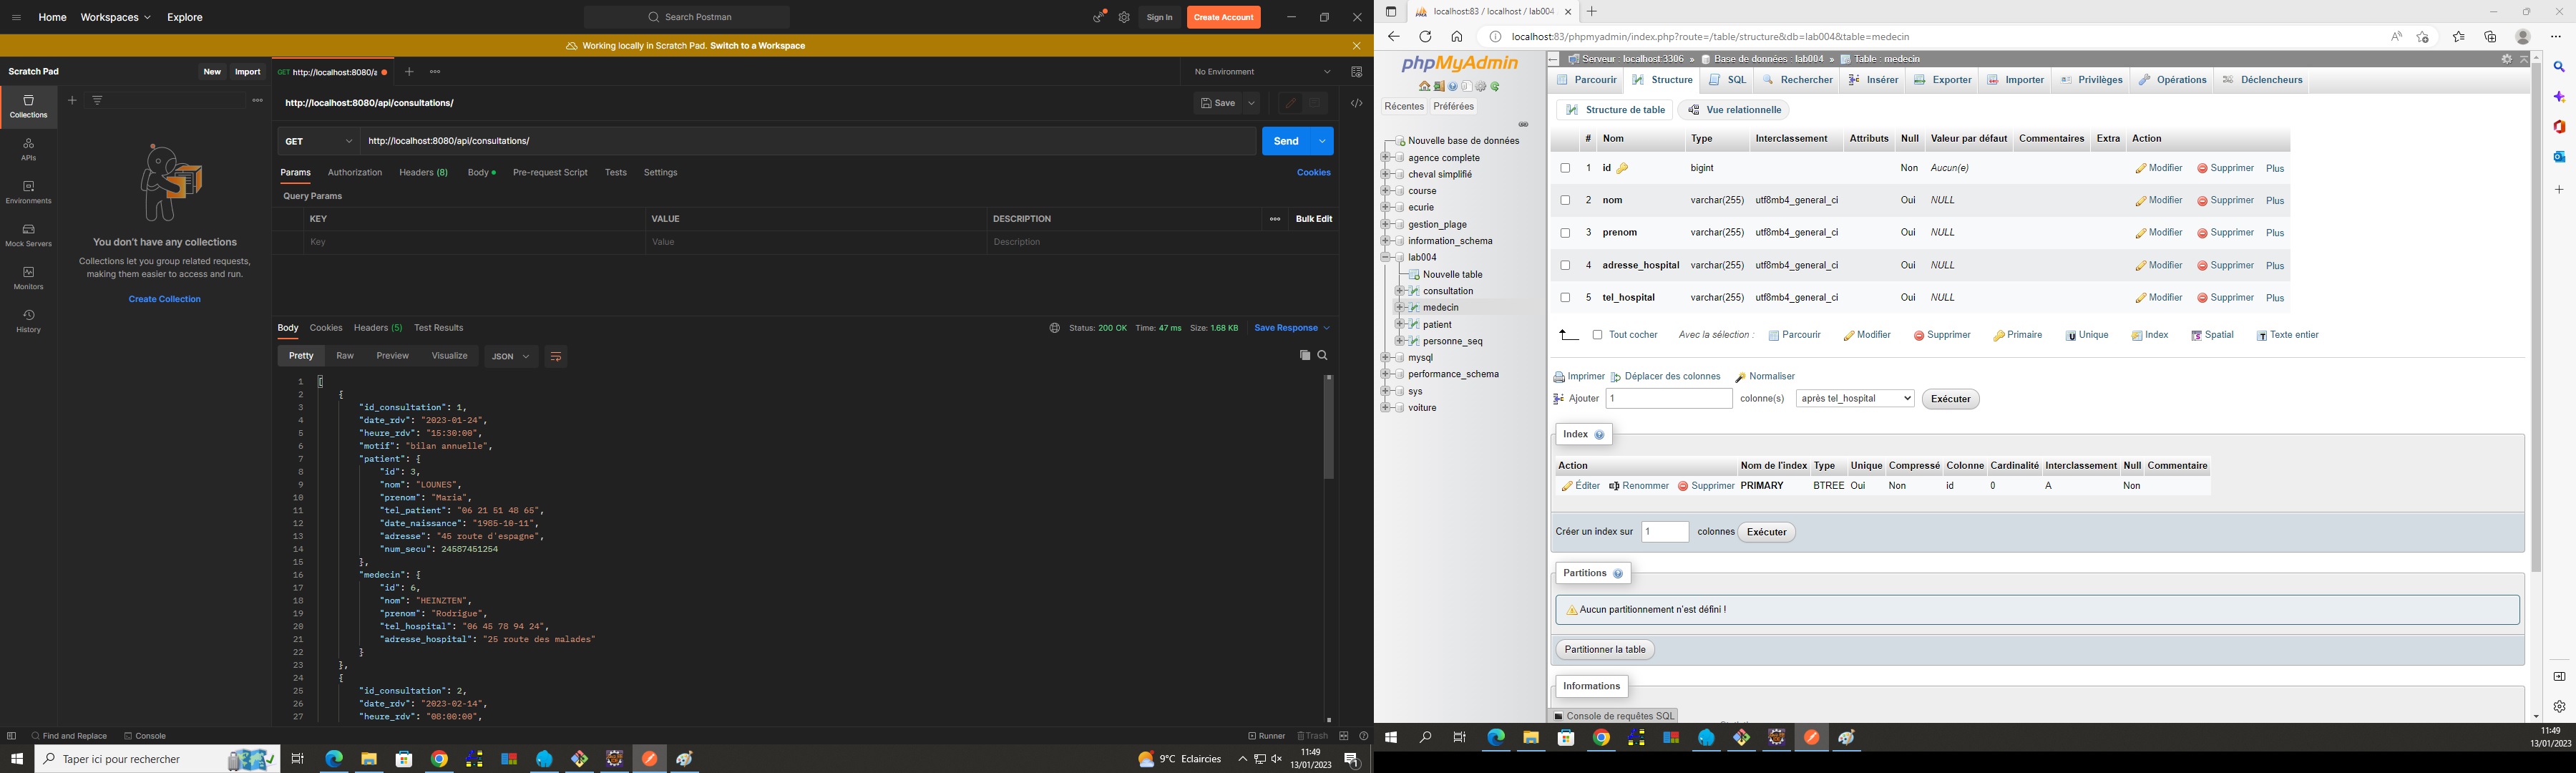 Home Workspaces Explore
Search Postman
Sign In Create Account
Working locally in Scratch Pad. Switch to a Workspace
Scratch Pad New Import
GET http://localhost:8080/a
No Environment
Collections
APIs
Environments
Mock Servers
Monitors
History
You don't have any collections
Collections let you group related requests,
making them easier to access and run.
Create Collection
http://localhost:8080/api/consultations/
Save
GET http://localhost:8080/api/consultations/ Send
Params Authorization Headers (8) Body Pre-request Script Tests Settings Cookies
Query Params
KEY VALUE DESCRIPTION Bulk Edit
Key Value Description
Body Cookies Headers (5) Test Results Status: 200 OK Time: 47 ms Size: 1.68 KB Save Response
Pretty Raw Preview Visualize JSON
1 [
2 {
3 "id_consultation": 1,
4 "date_rdv": "2023-01-24",
5 "heure_rdv": "15:30:00",
6 "motif": "bilan annuelle",
7 "patient": {
8 "id": 3,
9 "nom": "LOUNES",
10 "prenom": "Maria",
11 "tel_patient": "06 21 51 48 65",
12 "date_naissance": "1985-10-11",
13 "adresse": "45 route d'espagne",
14 "num_secu": 24587451254
15 },
16 "medecin": {
17 "id": 6,
18 "nom": "HEINZTEN",
19 "prenom": "Rodrigue",
20 "tel_hospital": "06 45 78 94 24",
21 "adresse_hospital": "25 route des malades"
22 }
23 },
24 {
25 "id_consultation": 2,
26 "date_rdv": "2023-02-14",
27 "heure_rdv": "08:00:00",
Find and Replace Console Runner Trash
Taper ici pour rechercher
9°C Eclaircies
11:49
13/01/2023
1
localhost:83 / localhost / lab004
localhost:83/phpmyadmin/index.php?route=/table/structure&db=lab004&table=medecin
phpMyAdmin
Récentes Préférées
Nouvelle base de données
agence complete
cheval simplifié
course
ecurie
gestion_plage
information_schema
lab004
Nouvelle table
consultation
medecin
patient
personne_seq
mysql
performance_schema
sys
voiture
Serveur : localhost:3306 » Base de données : lab004 » Table : medecin
Parcourir Structure SQL Rechercher Insérer Exporter Importer Privilèges Opérations Déclencheurs
Structure de table Vue relationnelle
# Nom Type Interclassement Attributs Null Valeur par défaut Commentaires Extra Action
1 id bigint Non Aucun(e) Modifier Supprimer Plus
2 nom varchar(255) utf8mb4_general_ci Oui NULL Modifier Supprimer Plus
3 prenom varchar(255) utf8mb4_general_ci Oui NULL Modifier Supprimer Plus
4 adresse_hospital varchar(255) utf8mb4_general_ci Oui NULL Modifier Supprimer Plus
5 tel_hospital varchar(255) utf8mb4_general_ci Oui NULL Modifier Supprimer Plus
Tout cocher Avec la sélection : Parcourir Modifier Supprimer Primaire Unique Index Spatial Texte entier
Imprimer Déplacer des colonnes Normaliser
Ajouter 1 colonne(s) après tel_hospital Exécuter
Index
Action Nom de l'index Type Unique Compressé Colonne Cardinalité Interclassement Null Commentaire
Éditer Renommer Supprimer PRIMARY BTREE Oui Non id 0 A Non
Créer un index sur 1 colonnes Exécuter
Partitions
Aucun partitionnement n'est défini !
Partitionner la table
Informations
Console de requêtes SQL
11:49
13/01/2023